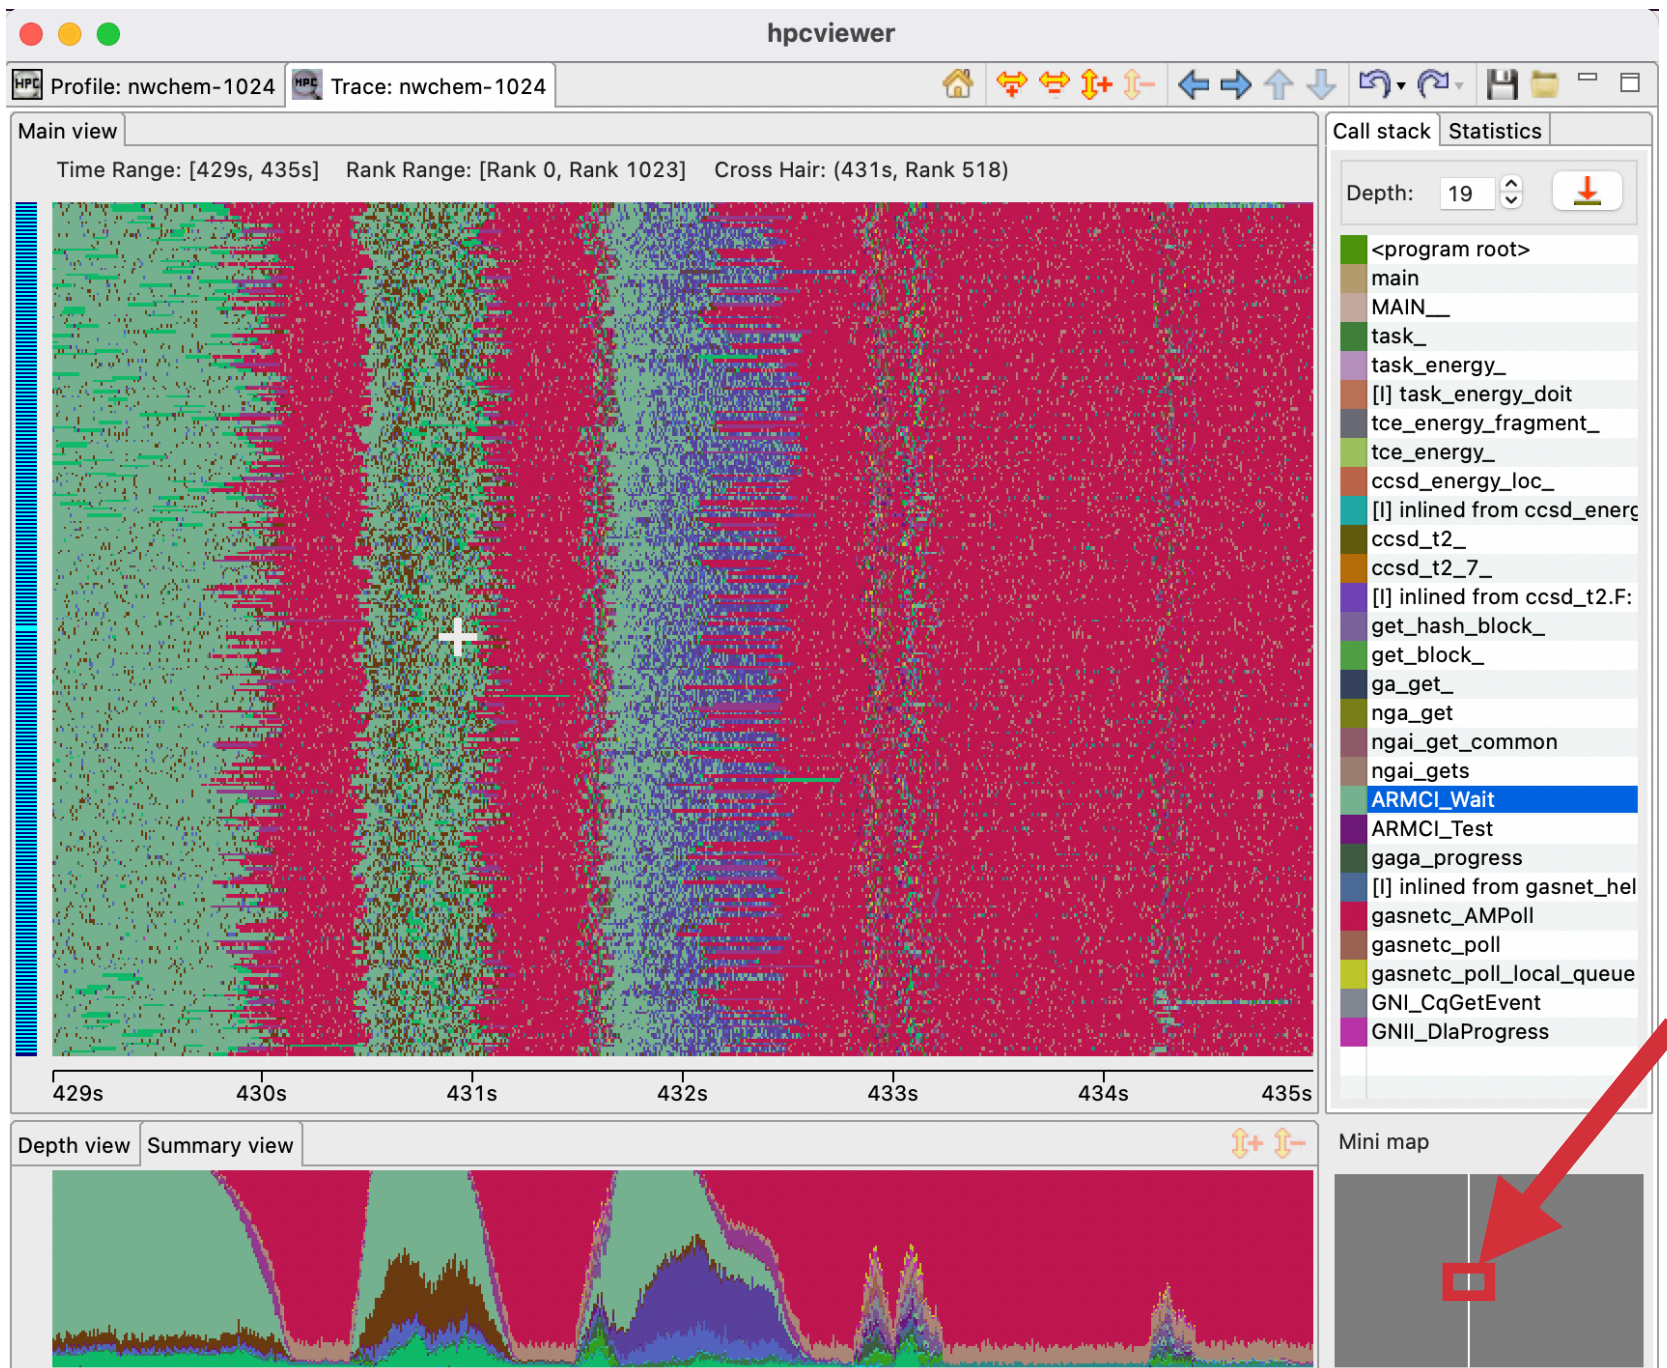 hpcviewer
HPC Profile: nwchem-1024
HPC Trace: nwchem-1024
Main view
Time Range: [429s, 435s] Rank Range: [Rank 0, Rank 1023] Cross Hair: (431s, Rank 518)
429s 430s 431s 432s 433s 434s 435s
Call stack Statistics
Depth: 19
<program root>
main
MAIN__
task_
task_energy_
[I] task_energy_doit
tce_energy_fragment_
tce_energy_
ccsd_energy_loc_
[I] inlined from ccsd_energ
ccsd_t2_
ccsd_t2_7_
[I] inlined from ccsd_t2.F:
get_hash_block_
get_block_
ga_get_
nga_get
ngai_get_common
ngai_gets
ARMCI_Wait
ARMCI_Test
gaga_progress
[I] inlined from gasnet_hel
gasnetc_AMPoll
gasnetc_poll
gasnetc_poll_local_queue
GNI_CqGetEvent
GNII_DlaProgress
Depth view Summary view
Mini map